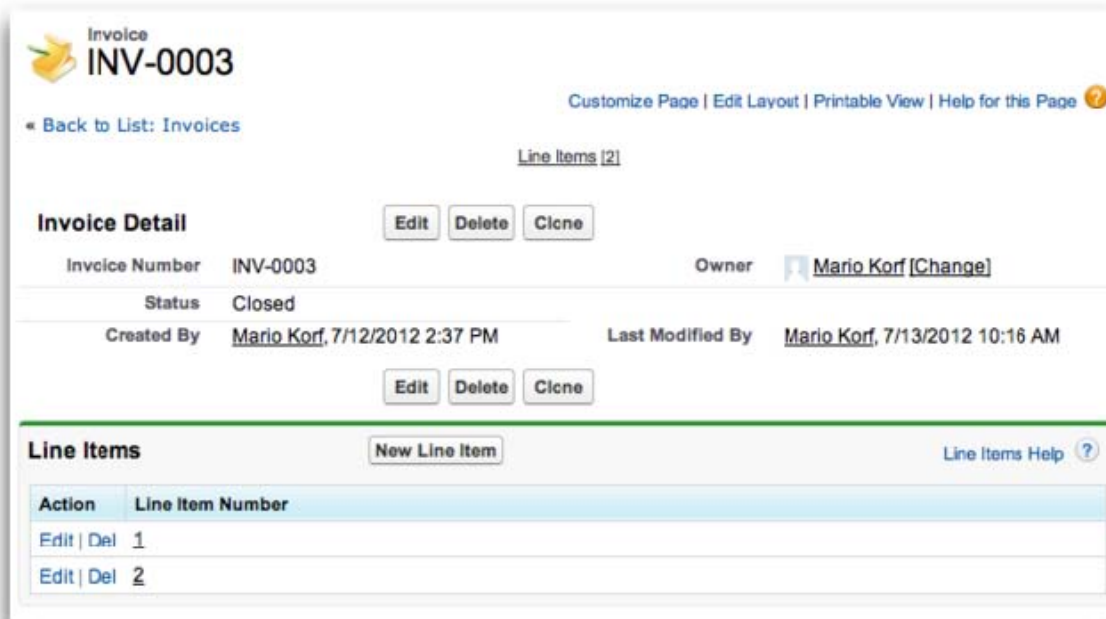 Invoice
INV-0003
Customize Page | Edit Layout | Printable View | Help for this Page ?
« Back to List: Invoices
Line Items [2]
Invoice Detail Edit Delete Clone
Invoice Number INV-0003 Owner Mario Korf [Change]
Status Closed
Created By Mario Korf, 7/12/2012 2:37 PM Last Modified By Mario Korf, 7/13/2012 10:16 AM
Edit Delete Clone
Line Items New Line Item Line Items Help ?
Action Line Item Number
Edit | Del 1
Edit | Del 2